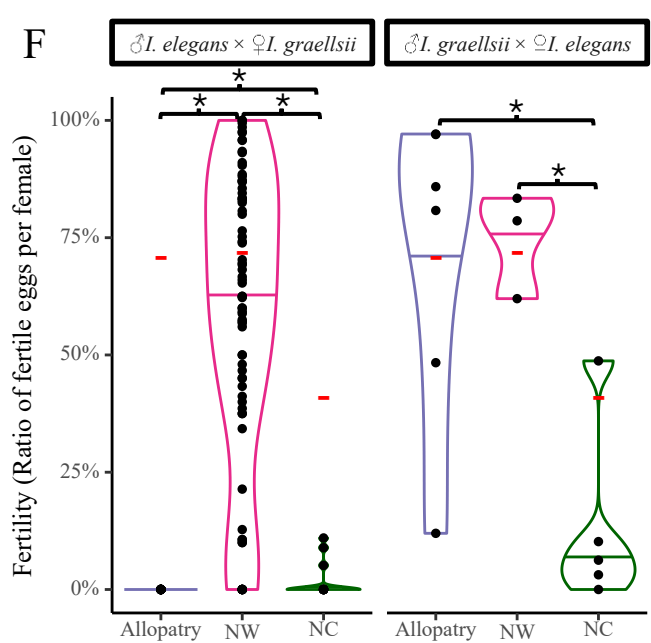 F
♂I. elegans × ♀I. graellsii
♂I. graellsii × ♀I. elegans
* * *
* *
Fertility (Ratio of fertile eggs per female)
100%
75%
50%
25%
0%
Allopatry NW NC
Allopatry NW NC